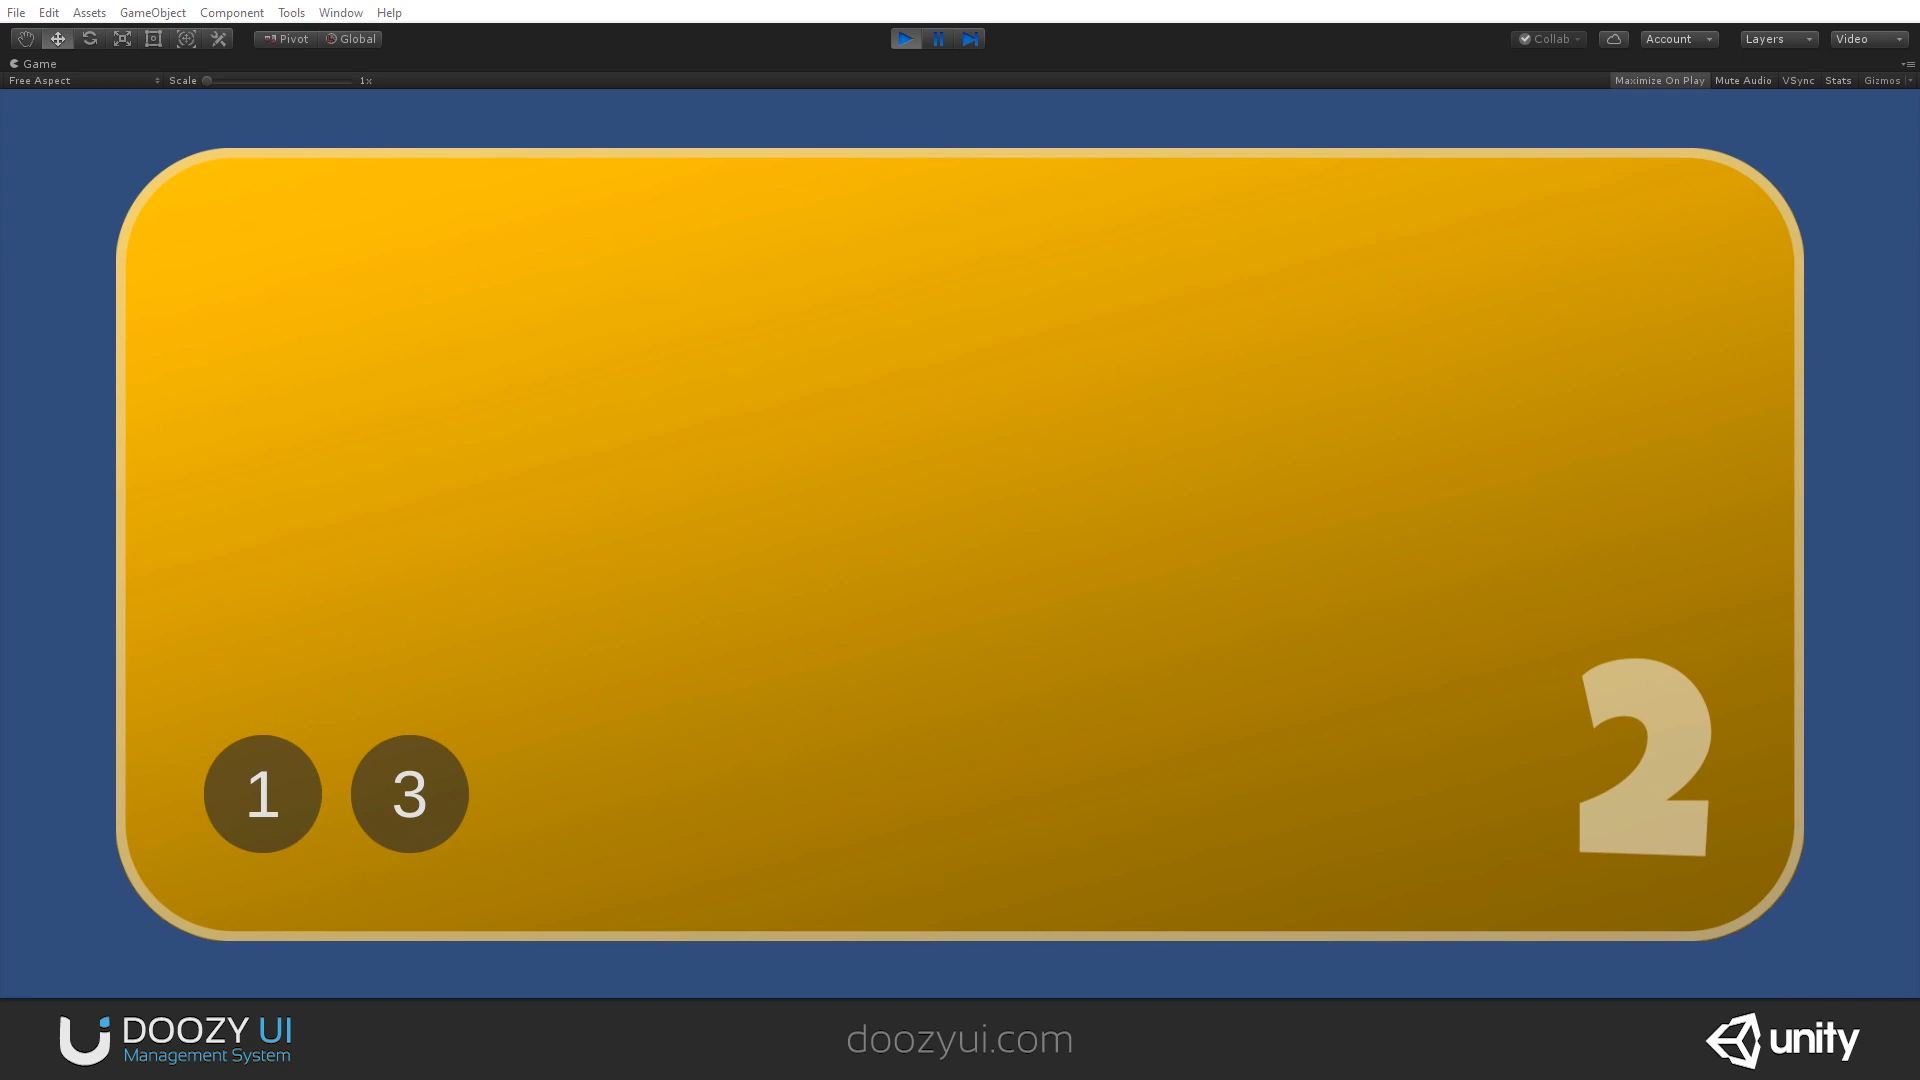 File Edit Assets GameObject Component Tools Window Help
Pivot Global Collab Account Layers Video
Game
Free Aspect Scale 1x Maximize On Play Mute Audio VSync Stats Gizmos
2
1 3
DOOZY UI
Management System
doozyui.com
unity